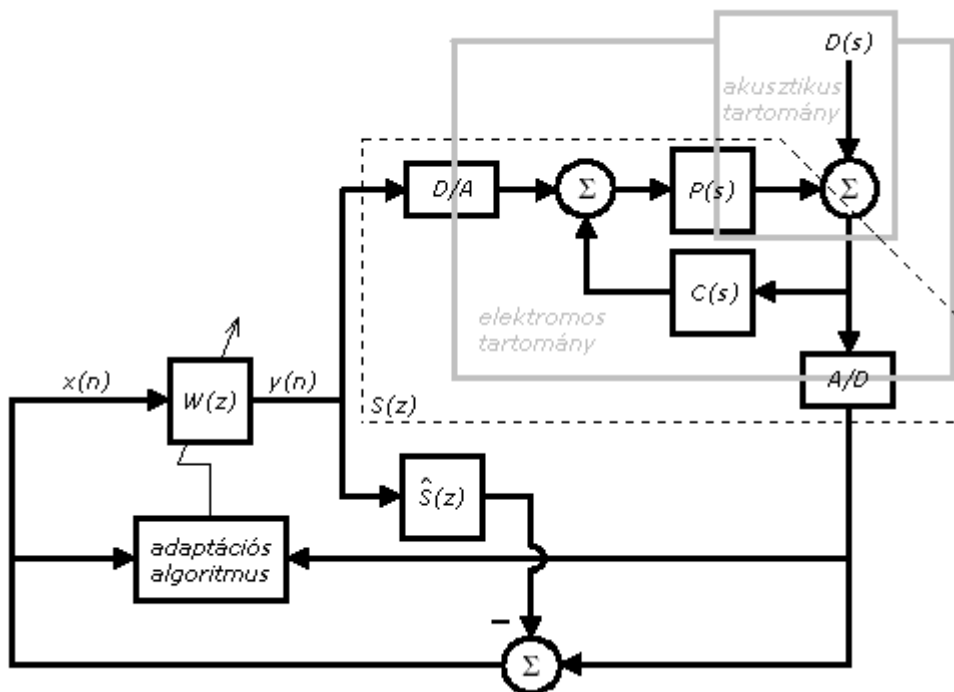 D(s)
akusztikus
tartomány
D/A
Σ
P(s)
Σ
C(s)
elektromos
tartomány
A/D
x(n)
W(z)
y(n)
S(z)
Ŝ(z)
adaptációs
algoritmus
−
Σ